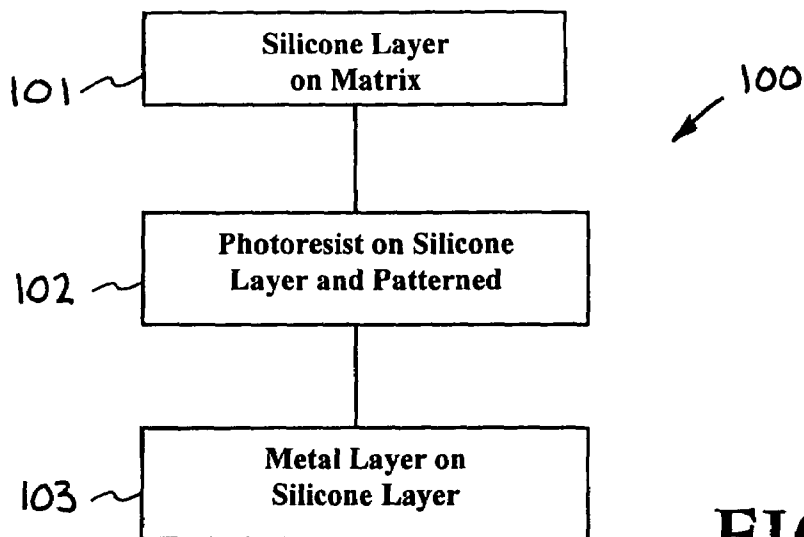 Silicone Layer
on Matrix
101
100
Photoresist on Silicone
Layer and Patterned
102
Metal Layer on
Silicone Layer
103